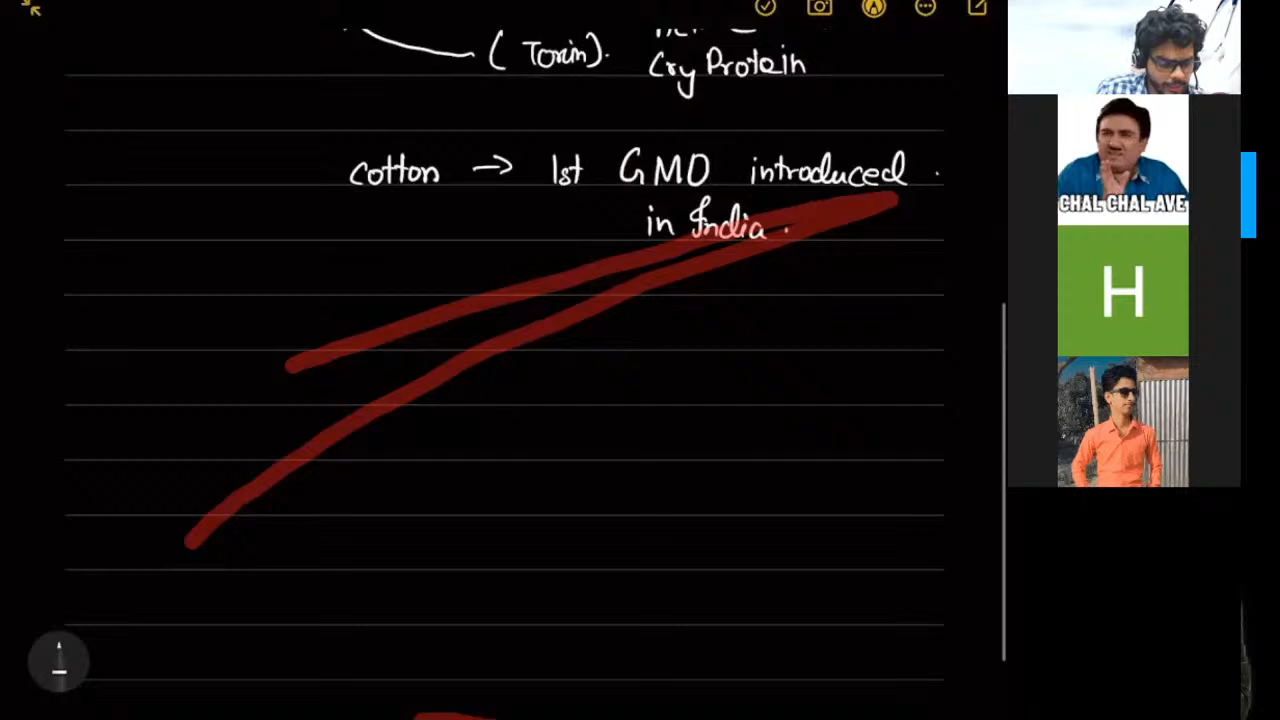 (Toxin).
Cry Protein
cotton → 1st GMO introduced.
in India.
CHAL CHAL AVE
H